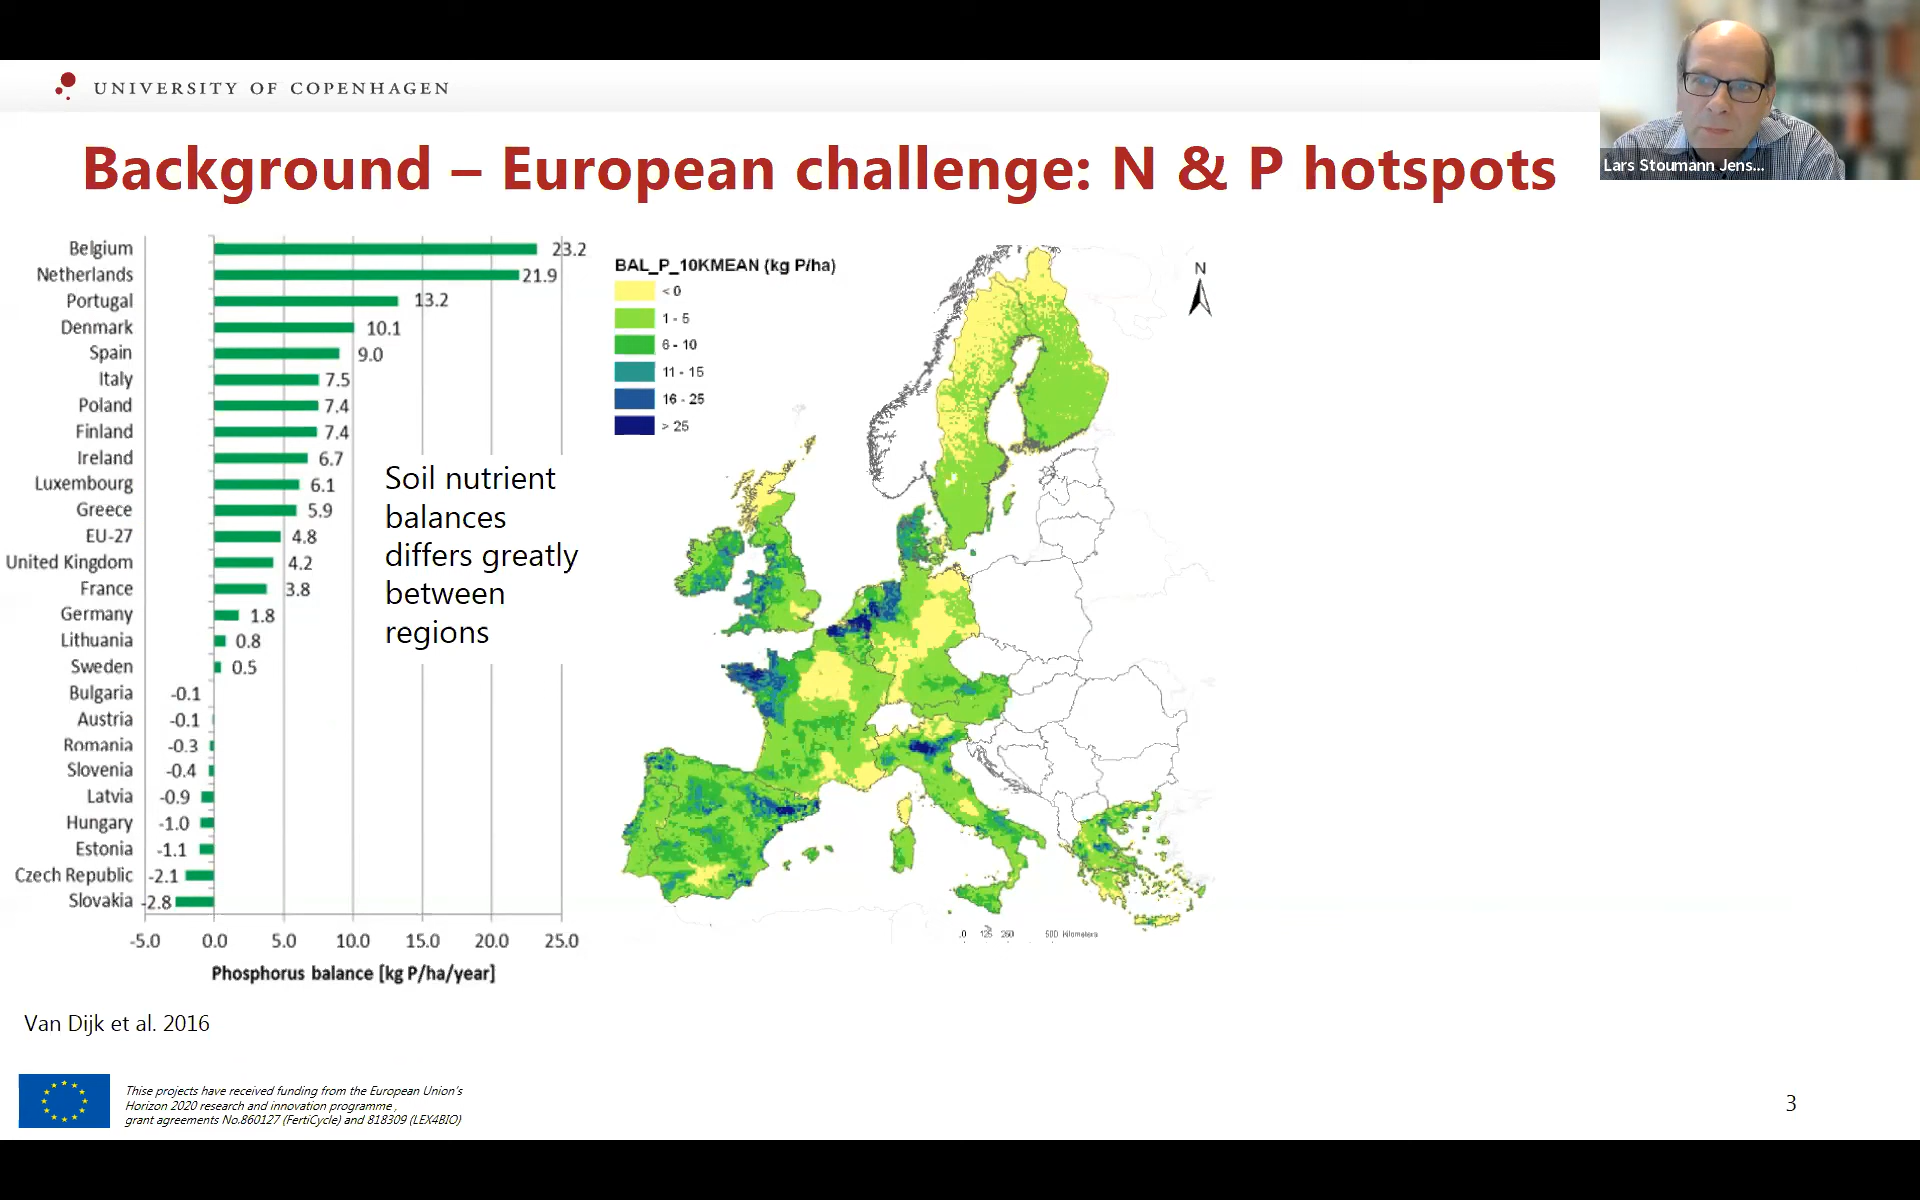 UNIVERSITY OF COPENHAGEN
Lars Stoumann Jens...
Background – European challenge: N & P hotspots
Belgium 23.2
Netherlands 21.9
Portugal 13.2
Denmark 10.1
Spain 9.0
Italy 7.5
Poland 7.4
Finland 7.4
Ireland 6.7
Luxembourg 6.1
Greece 5.9
EU-27 4.8
United Kingdom 4.2
France 3.8
Germany 1.8
Lithuania 0.8
Sweden 0.5
Bulgaria -0.1
Austria -0.1
Romania -0.3
Slovenia -0.4
Latvia -0.9
Hungary -1.0
Estonia -1.1
Czech Republic -2.1
Slovakia -2.8
-5.0 0.0 5.0 10.0 15.0 20.0 25.0
Phosphorus balance [kg P/ha/year]
Soil nutrient
balances
differs greatly
between
regions
BAL_P_10KMEAN (kg P/ha)
< 0
1 - 5
6 - 10
11 - 15
16 - 25
> 25
N
0 125 250 500 Kilometers
Van Dijk et al. 2016
Thise projects have received funding from the European Union's
Horizon 2020 research and innovation programme ,
grant agreements No.860127 (FertiCycle) and 818309 (LEX4BIO)
3